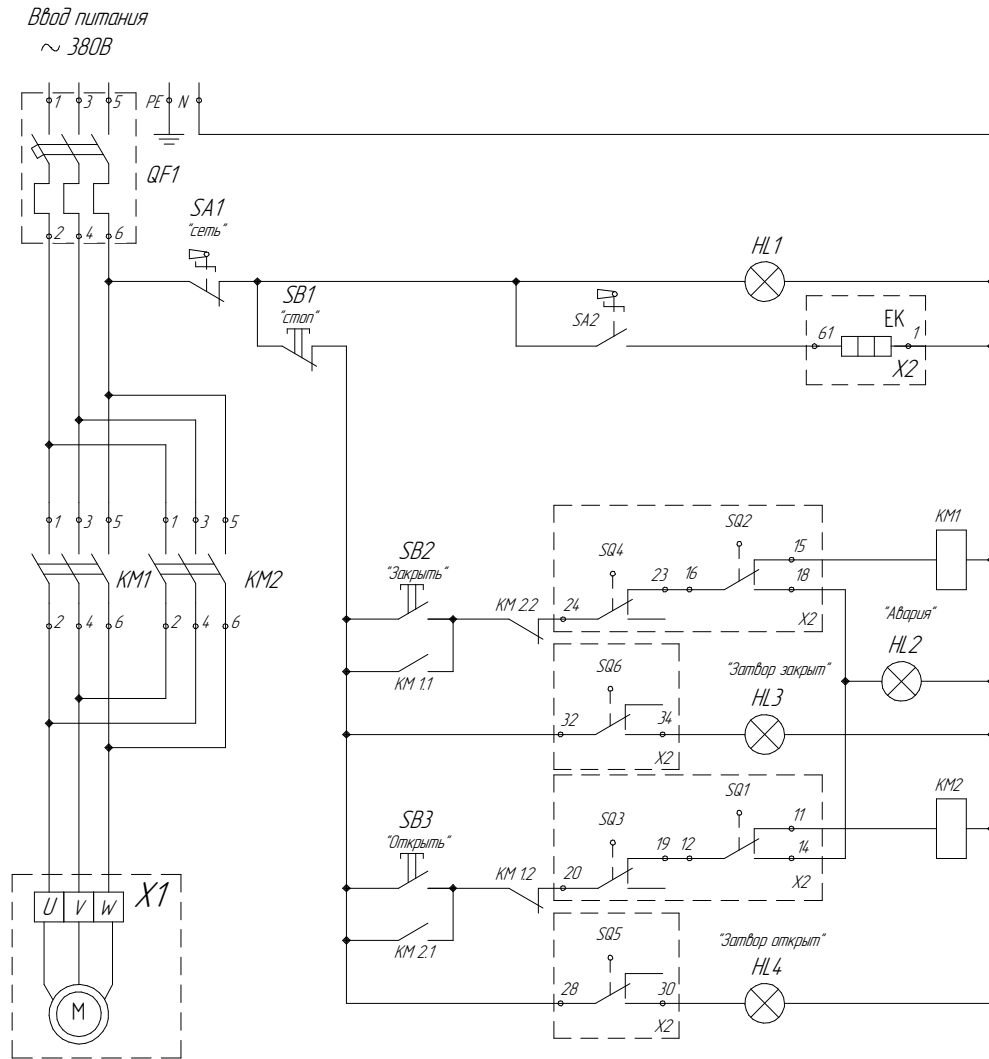 Ввод питания
~ 380В
1 3 5 PE N
QF1
2 4 6
SA1
"сеть"
SB1
"стоп"
HL1
SA2
61 EK 1
X2
1 3 5 1 3 5
KM1 KM2
2 4 6 2 4 6
SB2
"Закрыть"
KM 2.2
KM 1.1
24 SQ4 23 16 SQ2 15
18
X2
KM1
"Авария"
HL2
SQ6
32 34
X2
"Затвор закрыт"
HL3
SB3
"Открыть"
KM 1.2
KM 2.1
20 SQ3 19 12 SQ1 11
14
X2
KM2
SQ5
28 30
X2
"Затвор открыт"
HL4
X1
U V W
M